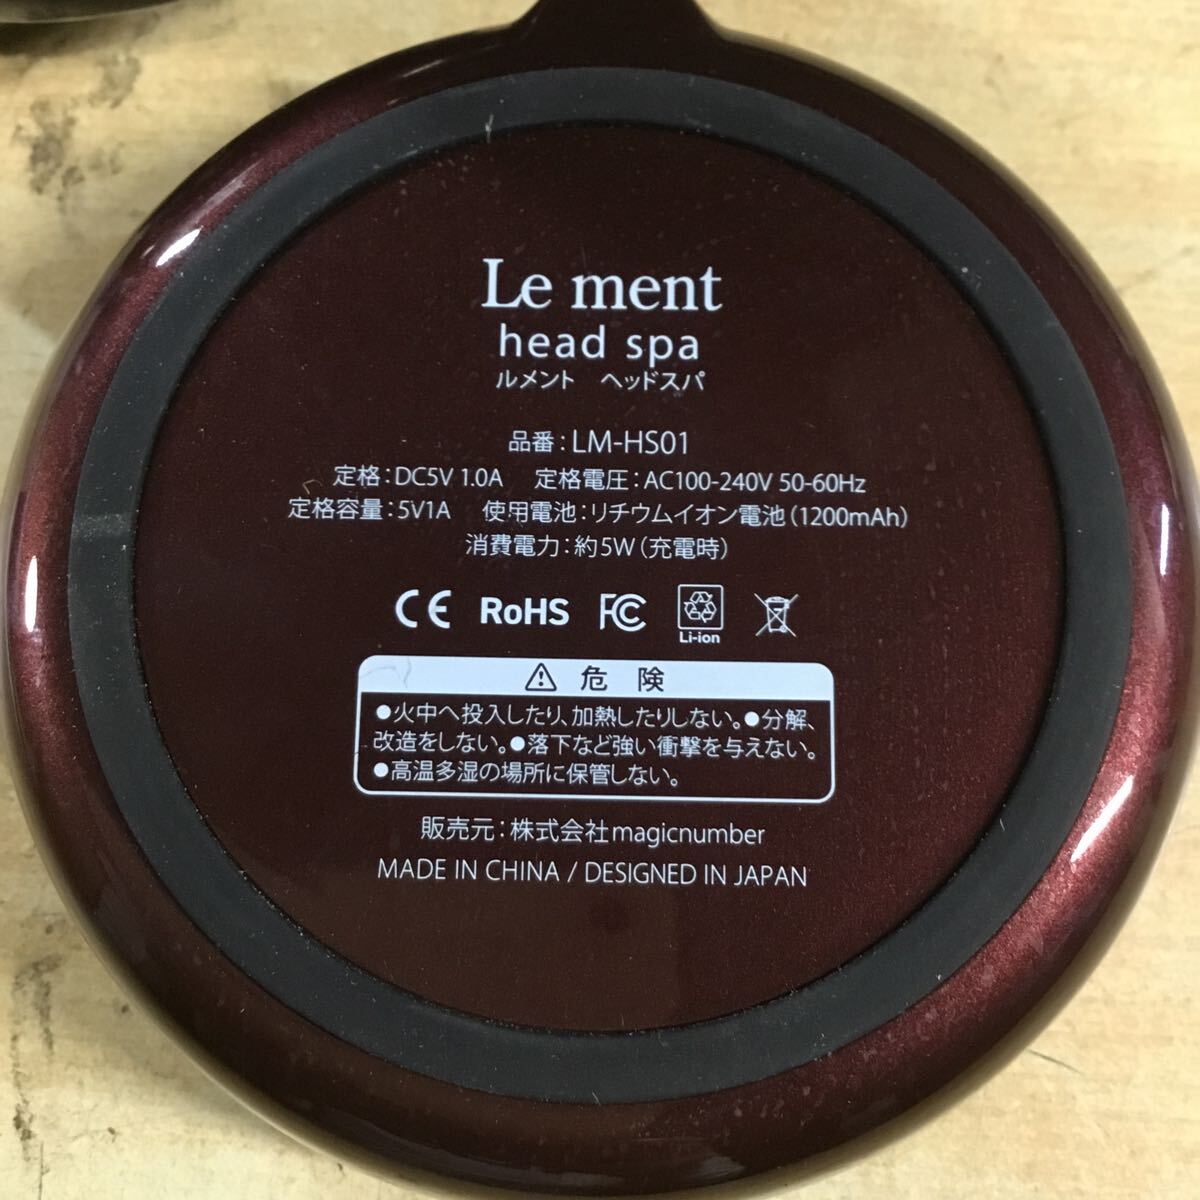 Le ment
head spa
ルメント ヘッドスパ
品番：LM-HS01
定格：DC5V 1.0A 定格電圧：AC100-240V 50-60Hz
定格容量：5V1A 使用電池：リチウムイオン電池（1200mAh）
消費電力：約5W（充電時）
CE RoHS FC Li-ion
⚠ 危険
●火中へ投入したり、加熱したりしない。●分解、
改造をしない。●落下など強い衝撃を与えない。
●高温多湿の場所に保管しない。
販売元：株式会社magicnumber
MADE IN CHINA / DESIGNED IN JAPAN